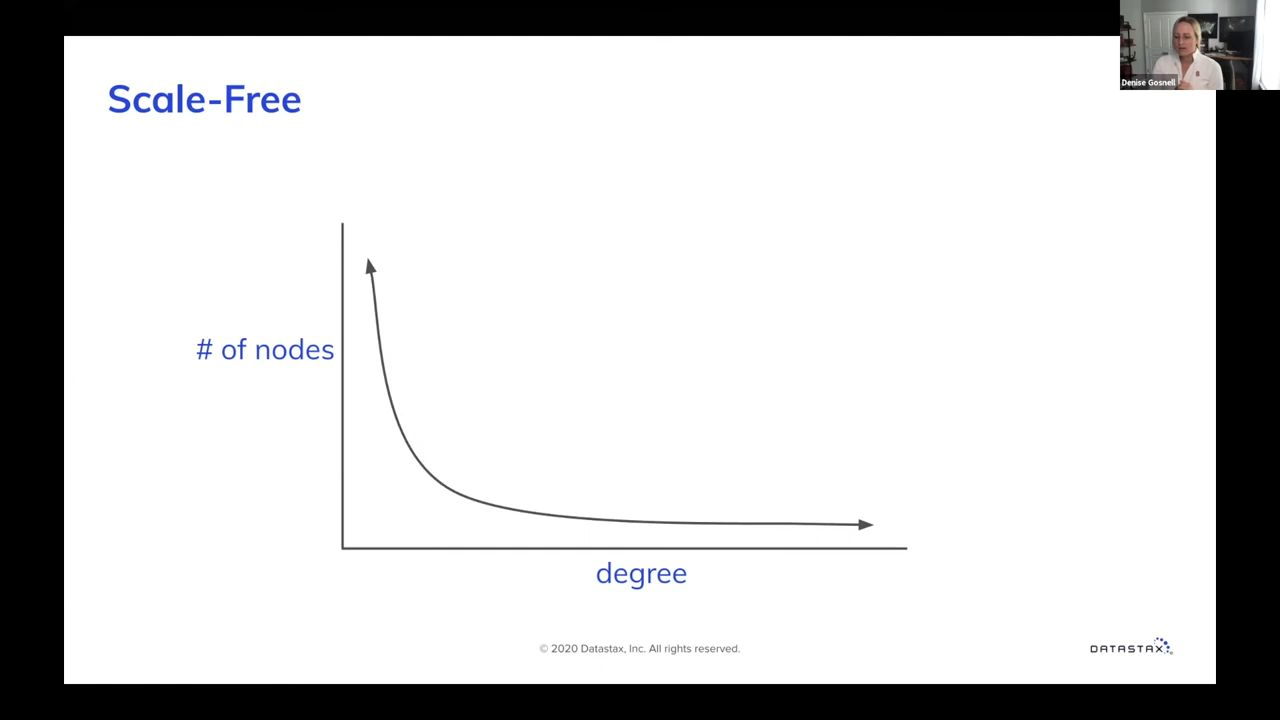 Denise Gosnell
Scale-Free
# of nodes
degree
© 2020 Datastax, Inc. All rights reserved.
DATASTAX